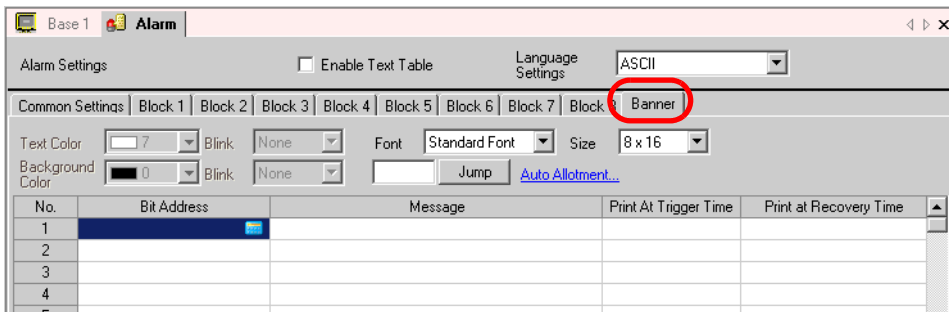 Base 1 Alarm
Alarm Settings Enable Text Table Language Settings ASCII
Common Settings Block 1 Block 2 Block 3 Block 4 Block 5 Block 6 Block 7 Block Banner
Text Color 7 Blink None Font Standard Font Size 8 x 16
Background Color 0 Blink None Jump Auto Allotment...
No. Bit Address Message Print At Trigger Time Print at Recovery Time
1
2
3
4